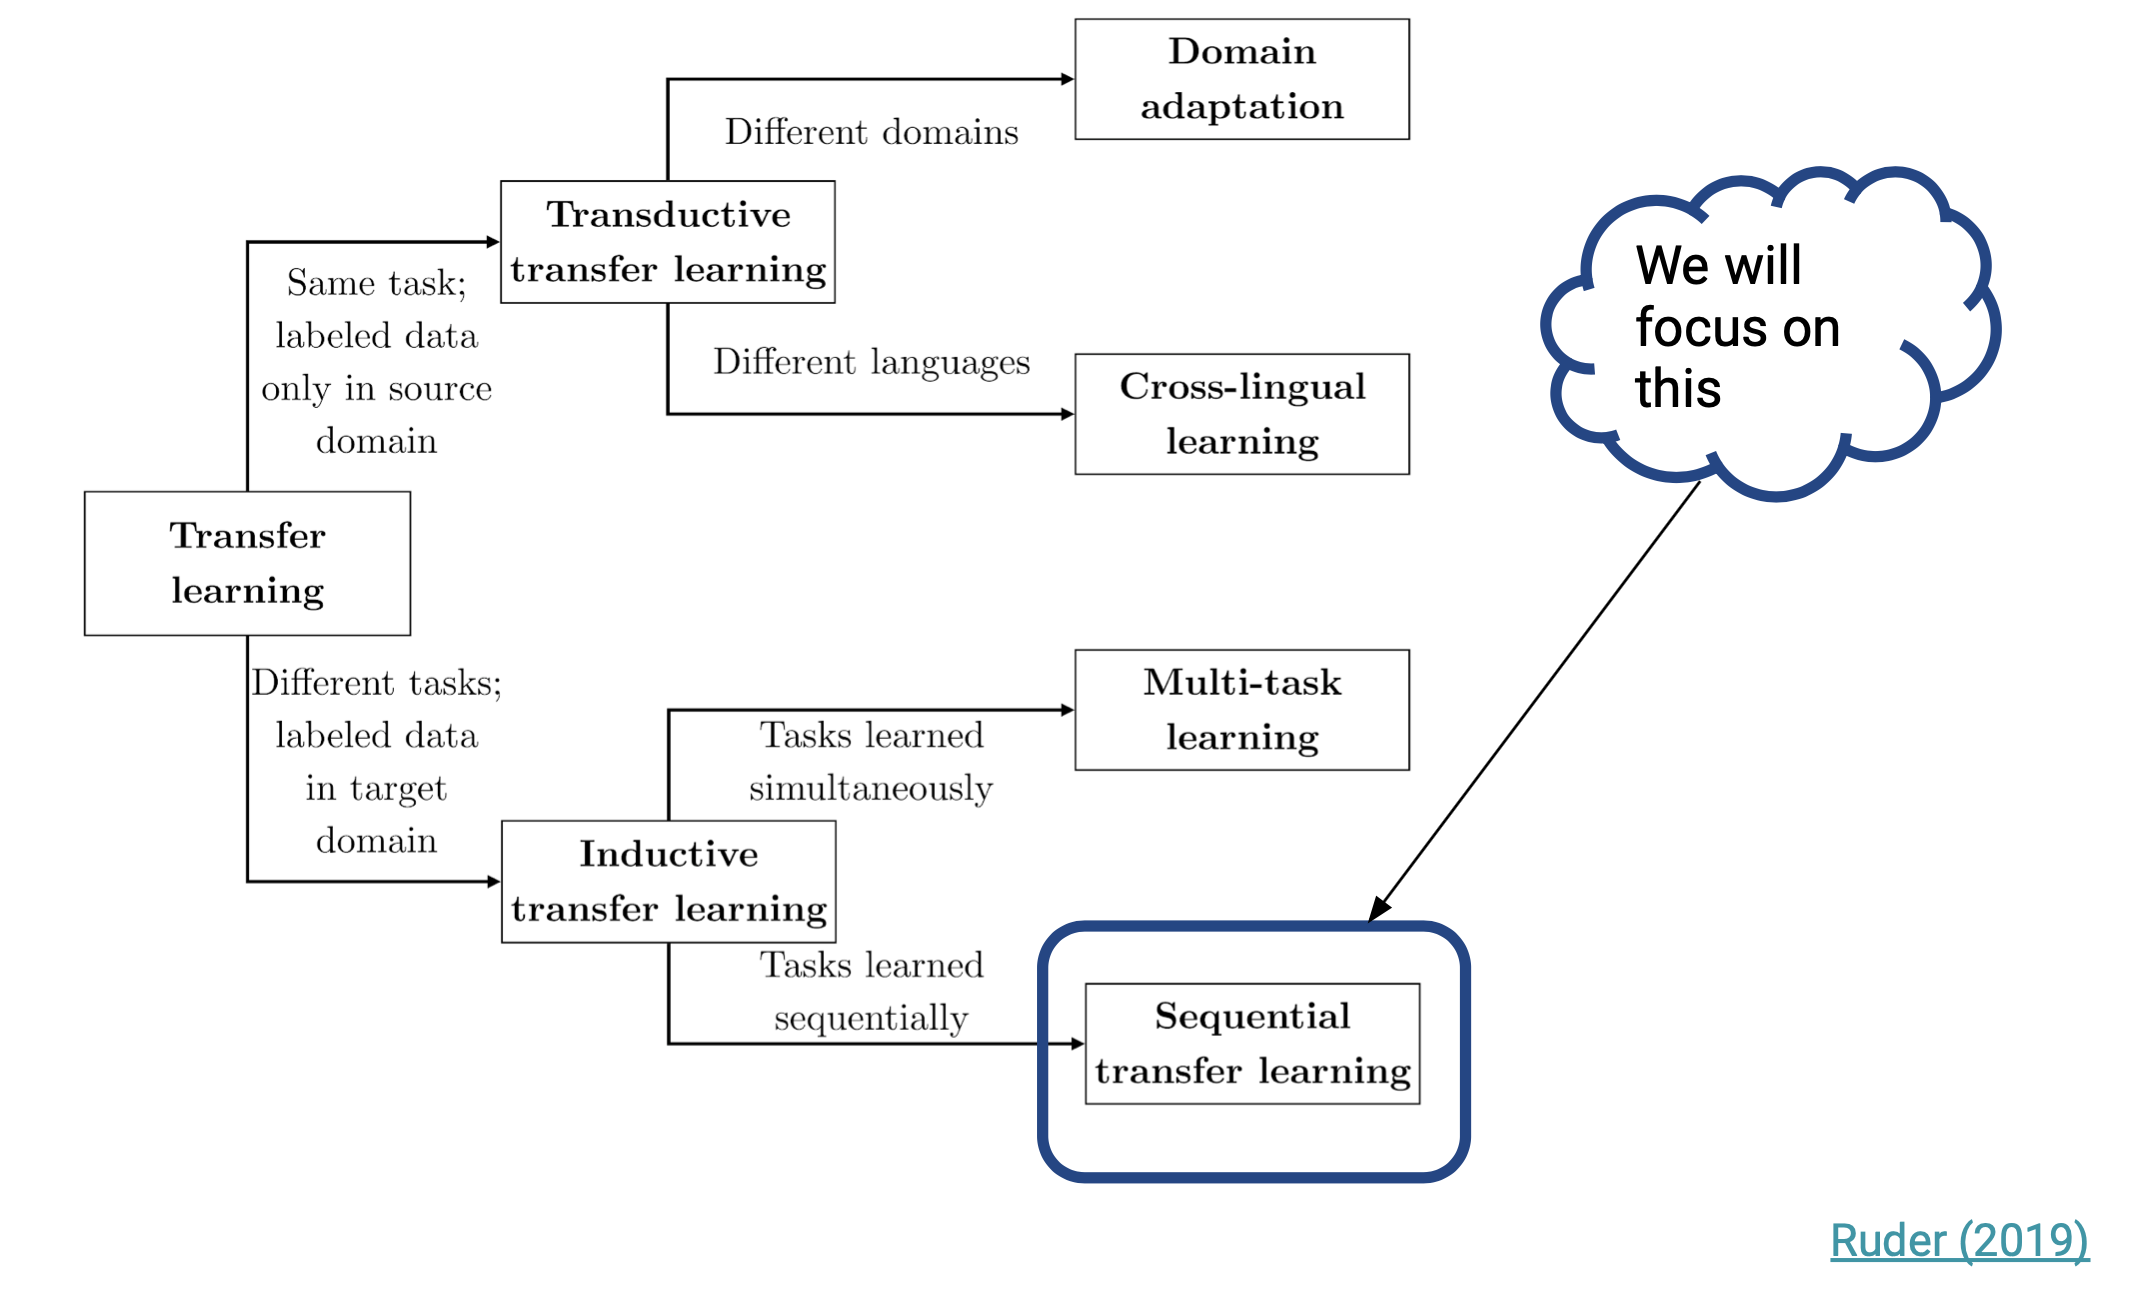 Domain
adaptation
Different domains
Transductive
transfer learning
Same task;
labeled data
only in source
domain
Different languages
Cross-lingual
learning
We will
focus on
this
Transfer
learning
Different tasks;
labeled data
in target
domain
Multi-task
learning
Tasks learned
simultaneously
Inductive
transfer learning
Tasks learned
sequentially
Sequential
transfer learning
Ruder (2019)